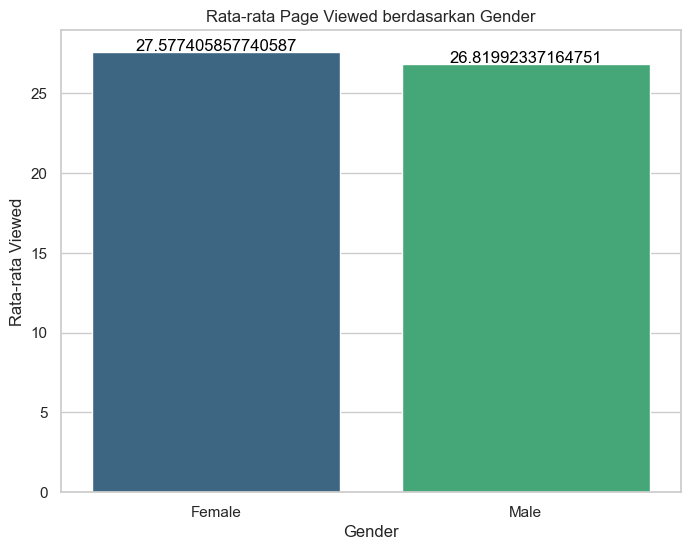 Rata-rata Page Viewed berdasarkan Gender
27.577405857740587
26.81992337164751
Rata-rata Viewed
25
20
15
10
5
0
Female
Male
Gender